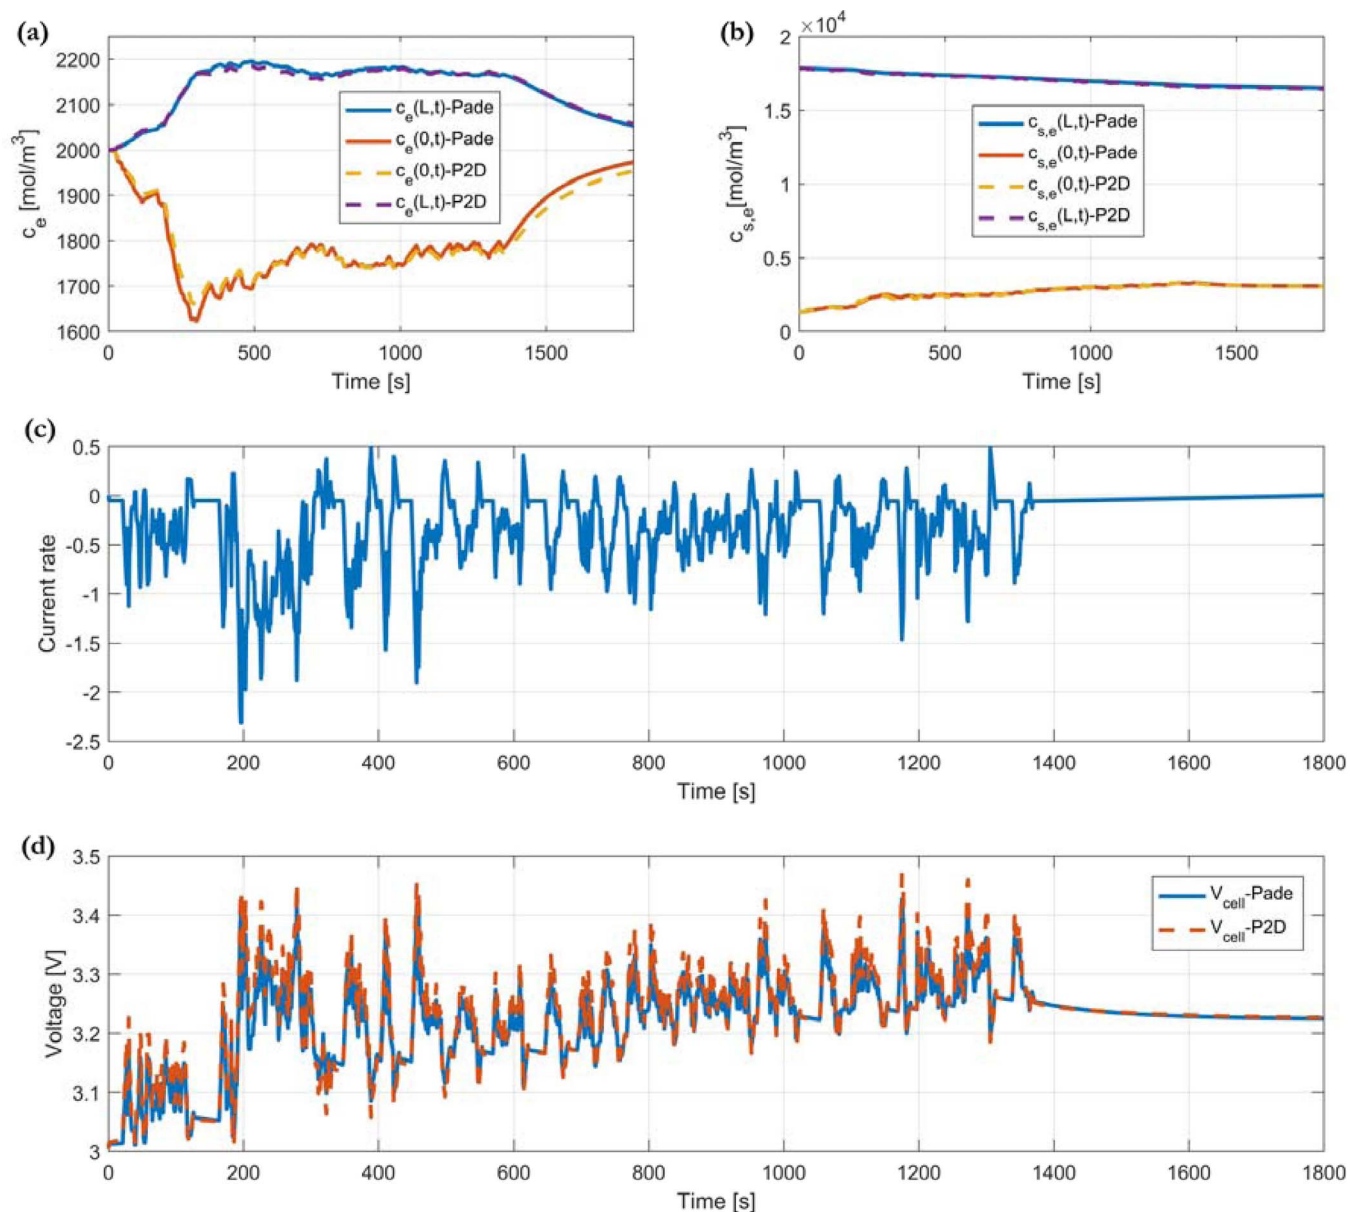 (a)
2200
2100
2000
1900
1800
1700
1600
c_e [mol/m^3]
c_e(L,t)-Pade
c_e(0,t)-Pade
c_e(0,t)-P2D
c_e(L,t)-P2D
0 500 1000 1500
Time [s]
(b)
×10^4
2
1.5
1
0.5
0
c_s,e[mol/m^3]
c_s,e(L,t)-Pade
c_s,e(0,t)-Pade
c_s,e(0,t)-P2D
c_s,e(L,t)-P2D
0 500 1000 1500
Time [s]
(c)
0.5
0
-0.5
-1
-1.5
-2
-2.5
Current rate
0 200 400 600 800 1000 1200 1400 1600 1800
Time [s]
(d)
3.5
3.4
3.3
3.2
3.1
3
Voltage [V]
V_cell-Pade
V_cell-P2D
0 200 400 600 800 1000 1200 1400 1600 1800
Time [s]